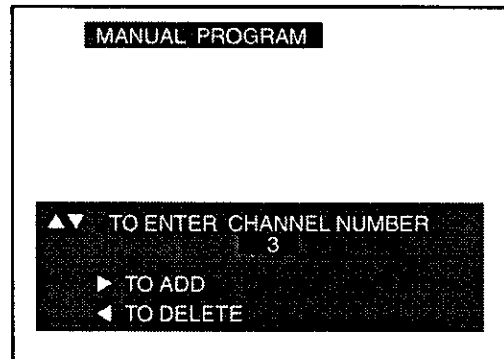 MANUAL PROGRAM
▲▼ TO ENTER CHANNEL NUMBER
3
▶ TO ADD
◀ TO DELETE